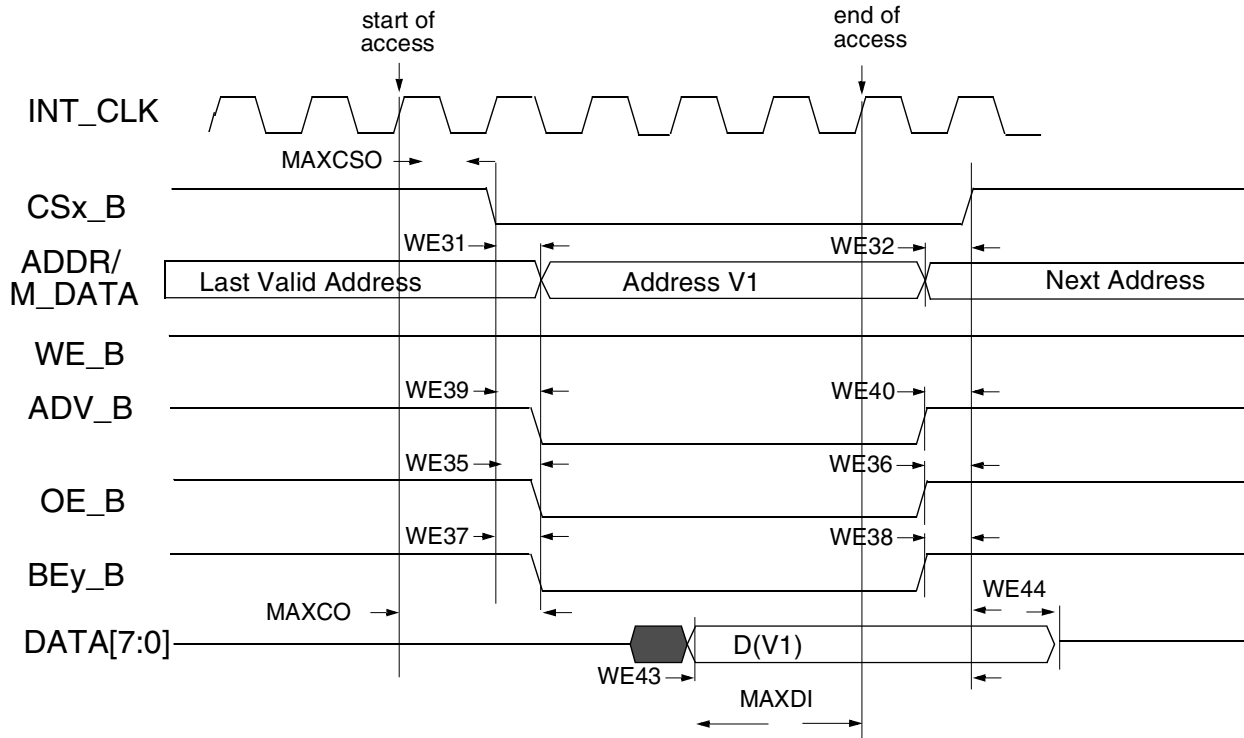 start of
access
end of
access
INT_CLK
MAXCSO
CSx_B
WE31
WE32
ADDR/
M_DATA
Last Valid Address
Address V1
Next Address
WE_B
WE39
WE40
ADV_B
WE35
WE36
OE_B
WE37
WE38
BEy_B
WE44
MAXCO
DATA[7:0]
D(V1)
WE43
MAXDI